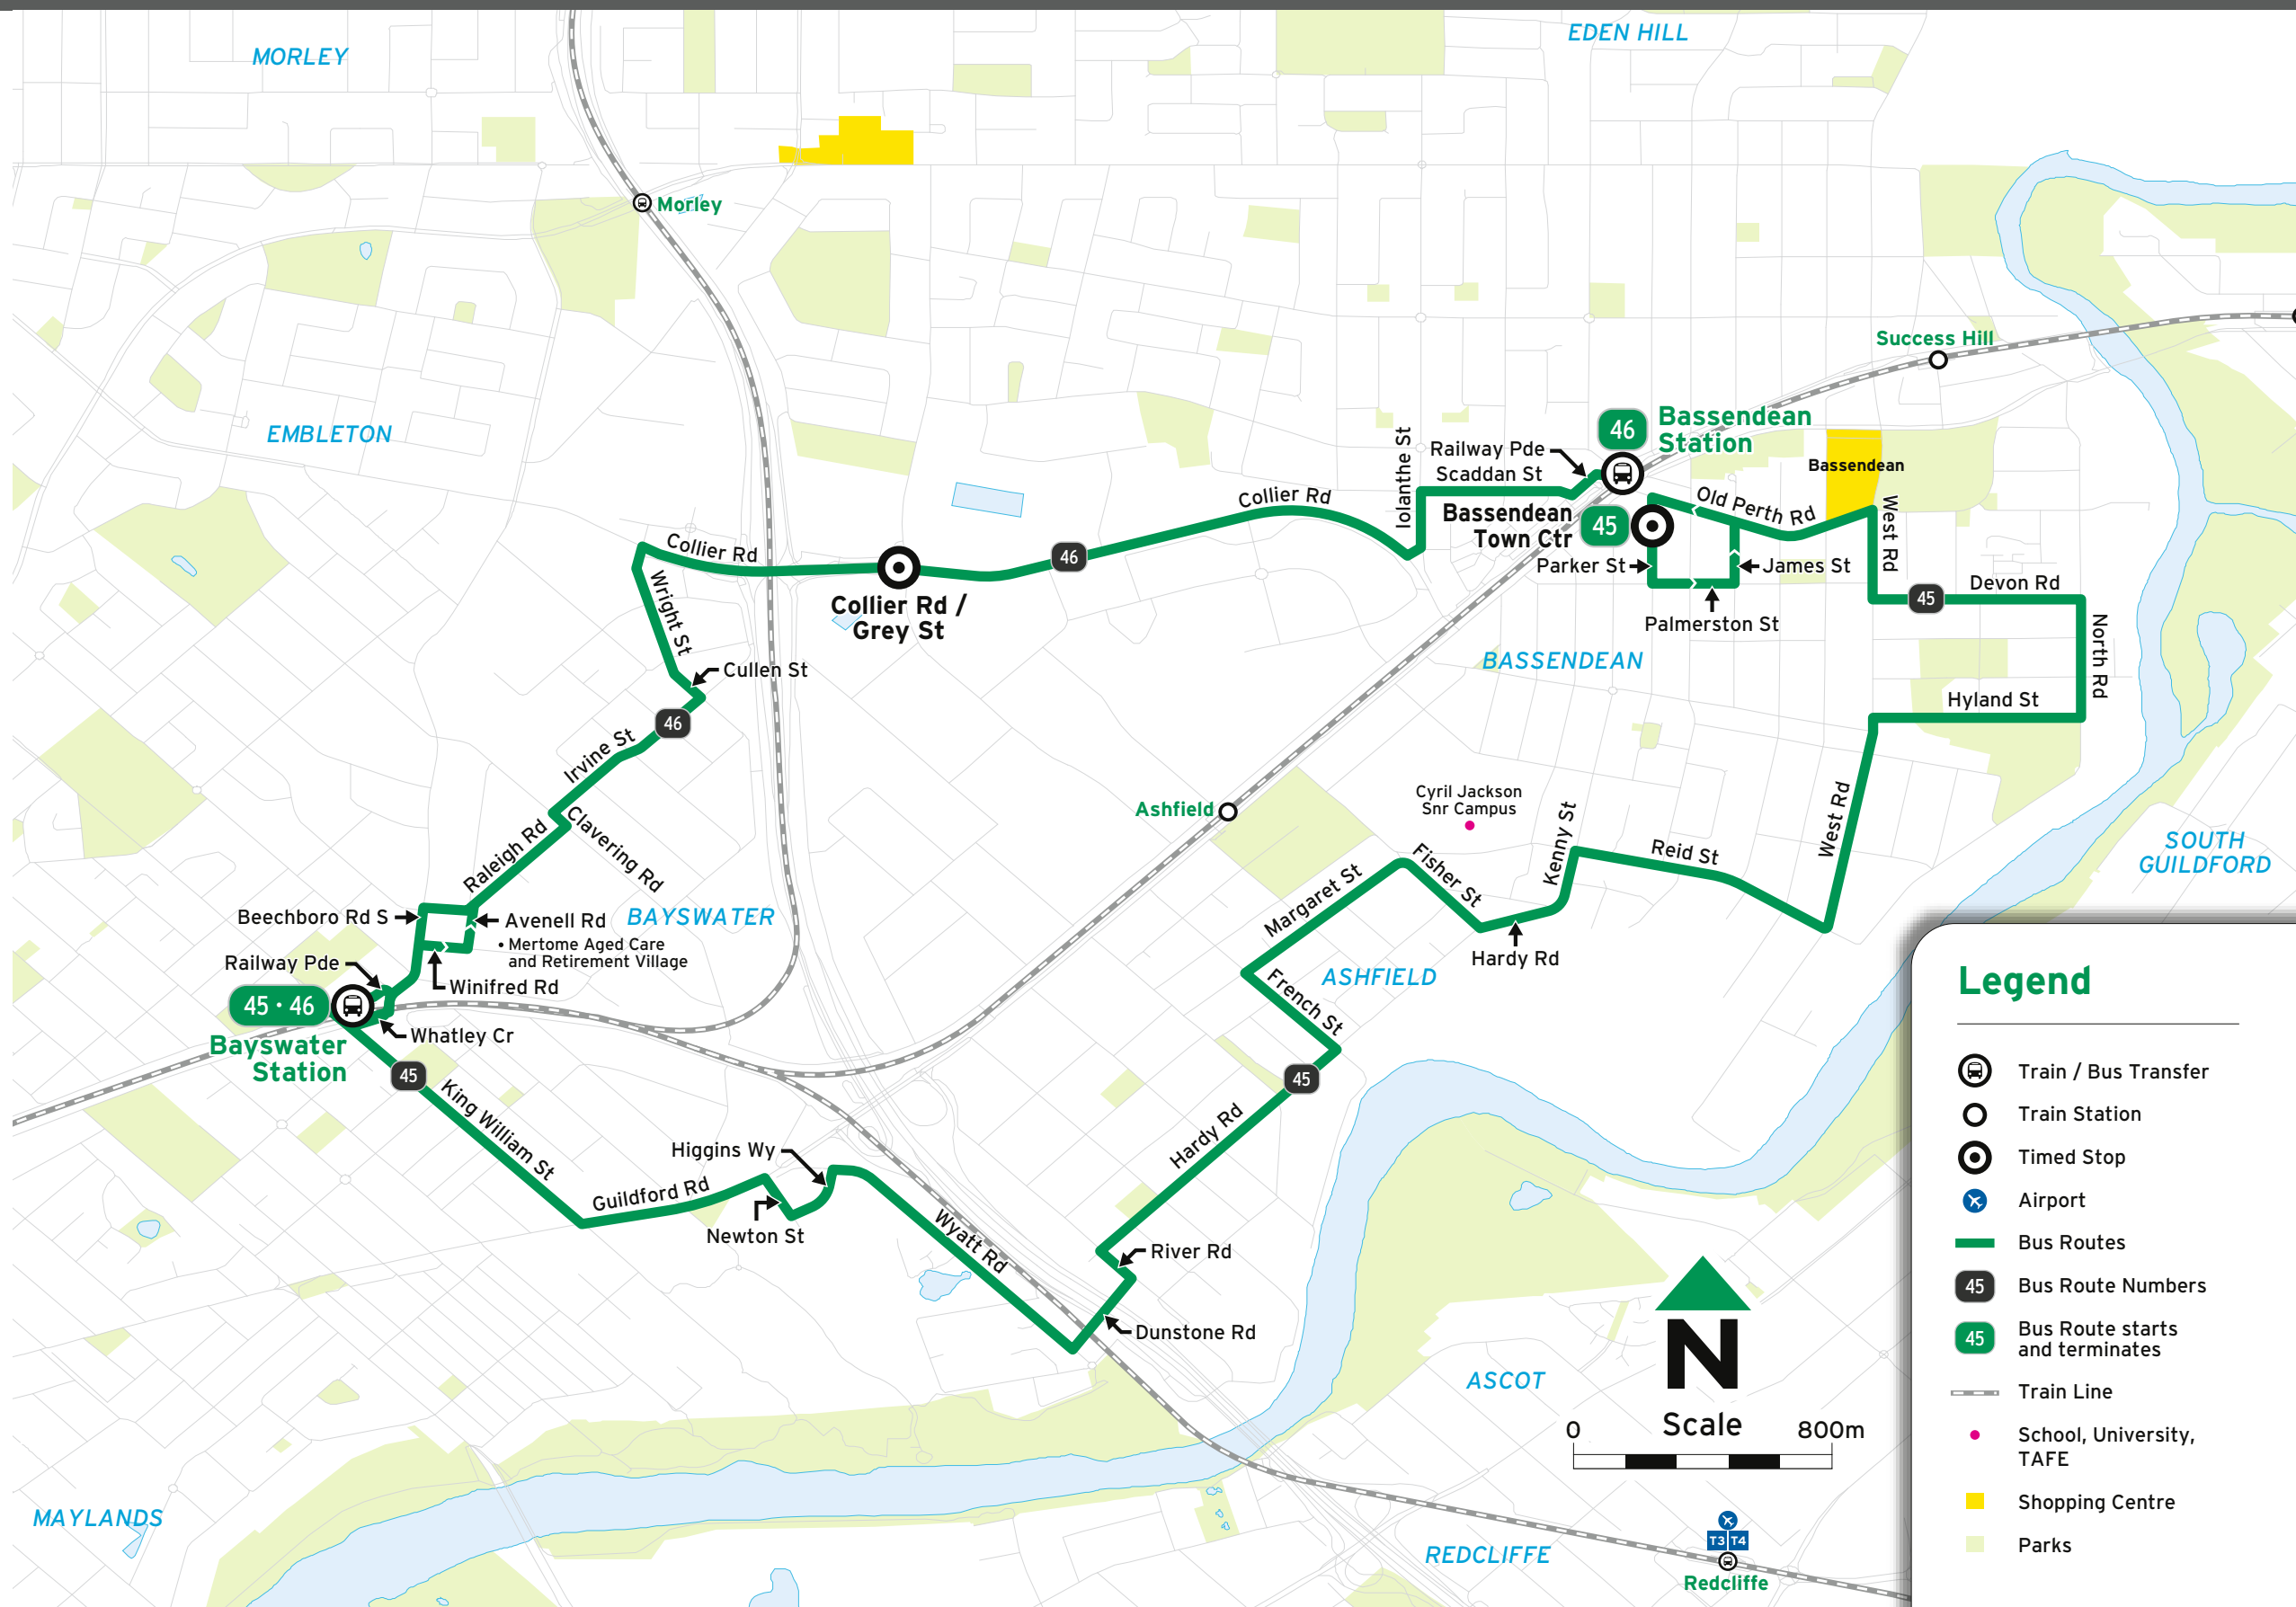 MORLEY
EDEN HILL
Morley
Success Hill
EMBLETON
46
Bassendean
Station
Railway Pde
Scaddan St
Iolanthe St
Bassendean
Collier Rd
Old Perth Rd
West Rd
Bassendean
Town Ctr
45
Collier Rd
46
Parker St
James St
Devon Rd
45
Collier Rd /
Grey St
Wright St
Palmerston St
North Rd
BASSENDEAN
Cullen St
Hyland St
46
Irvine St
Cyril Jackson
Snr Campus
Ashfield
Kenny St
West Rd
Clavering Rd
Raleigh Rd
Reid St
Fisher St
Margaret St
SOUTH
GUILDFORD
Beechboro Rd S
Avenell Rd
BAYSWATER
• Mertome Aged Care
and Retirement Village
Railway Pde
Winifred Rd
Hardy Rd
ASHFIELD
French St
45 • 46
Whatley Cr
Bayswater
Station
45
45
King William St
Hardy Rd
Higgins Wy
Guildford Rd
Newton St
Wyatt Rd
River Rd
Dunstone Rd
ASCOT
N
Scale
0
800m
MAYLANDS
REDCLIFFE
T3 T4
Redcliffe
Legend
Train / Bus Transfer
Train Station
Timed Stop
Airport
Bus Routes
45 Bus Route Numbers
45 Bus Route starts
and terminates
Train Line
School, University,
TAFE
Shopping Centre
Parks